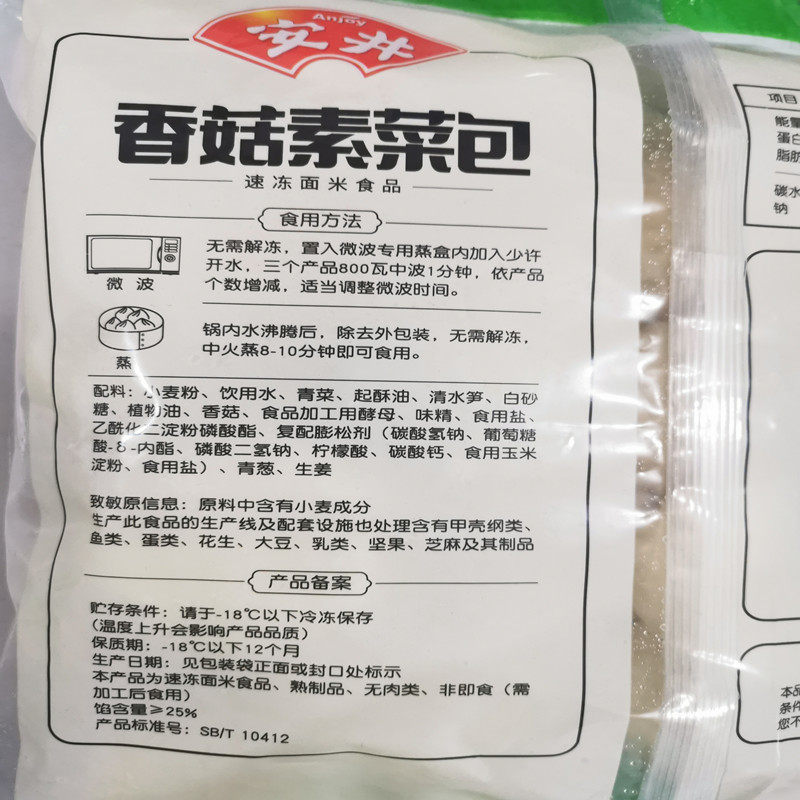 Anjoy
安井
香菇素菜包
速冻面米食品
食用方法
无需解冻，置入微波专用蒸盒内加入少许
开水，三个产品800瓦中波1分钟，依产品
个数增减，适当调整微波时间。
微 波
锅内水沸腾后，除去外包装，无需解冻，
中火蒸8-10分钟即可食用。
蒸
配料：小麦粉、饮用水、青菜、起酥油、清水笋、白砂
糖、植物油、香菇、食品加工用酵母、味精、食用盐、
乙酰化二淀粉磷酸酯、复配膨松剂（碳酸氢钠、葡萄糖
酸-δ-内酯、磷酸二氢钠、柠檬酸、碳酸钙、食用玉米
淀粉、食用盐）、青葱、生姜
致敏原信息：原料中含有小麦成分
生产此食品的生产线及配套设施也处理含有甲壳纲类、
鱼类、蛋类、花生、大豆、乳类、坚果、芝麻及其制品
产品备案
贮存条件：请于-18℃以下冷冻保存
（温度上升会影响产品品质）
保质期：-18℃以下12个月
生产日期：见包装袋正面或封口处标示
本产品为速冻面米食品、熟制品、无肉类、非即食（需
加工后食用）
馅含量≥25%
产品标准号：SB/T 10412
项目
能量
蛋白
脂肪
碳水
钠
本品
条件
您不